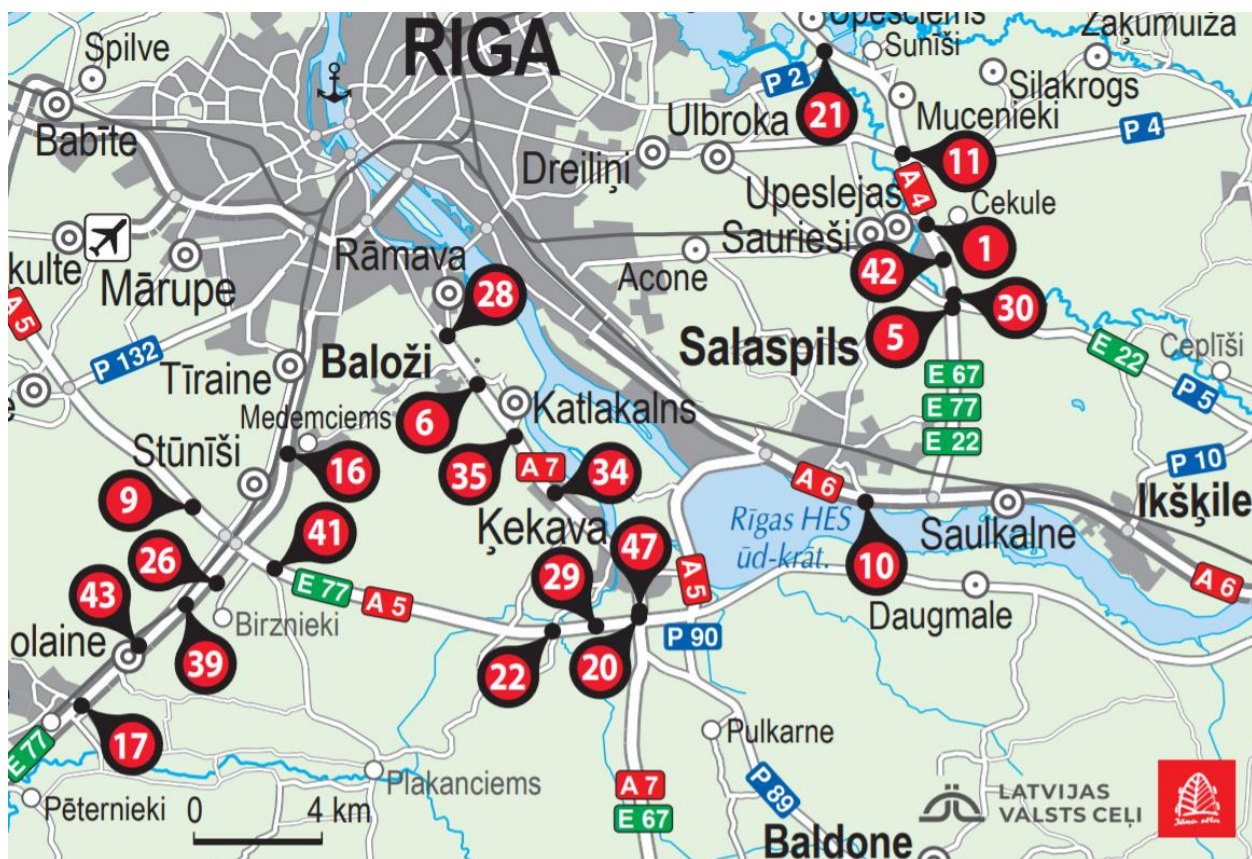 RIGA
Upesciems
Sunīši
Zaķumuiža
Spilve
P 2
21
Silakrogs
Babīte
Ulbroka
Mucenieki
P 4
Dreiliņi
11
A 4
Upeslejas
Cekule
Saurieši
1
kulte
Mārupe
Rāmava
Acone
42
28
30
A 5
5
Salaspils
P 132
E 22
Ceplīši
Tīraine
Baloži
E 67
P 5
Medemciems
6
Katlakalns
E 77
Stūnīši
16
35
E 22
A 7
34
P 10
9
A 6
Ikšķile
Ķekava
Rīgas HES
ūd-krāt.
Saulkalne
41
47
26
29
10
A 5
43
E 77
A 5
Daugmale
A 6
Birznieki
olaine
39
22
20
P 90
17
Pulkarne
E 77
Plakanciems
A 7
P 89
LATVIJAS
VALSTS CEĻI
Jāņa sēta
Pēternieki
0
4 km
E 67
Baldone